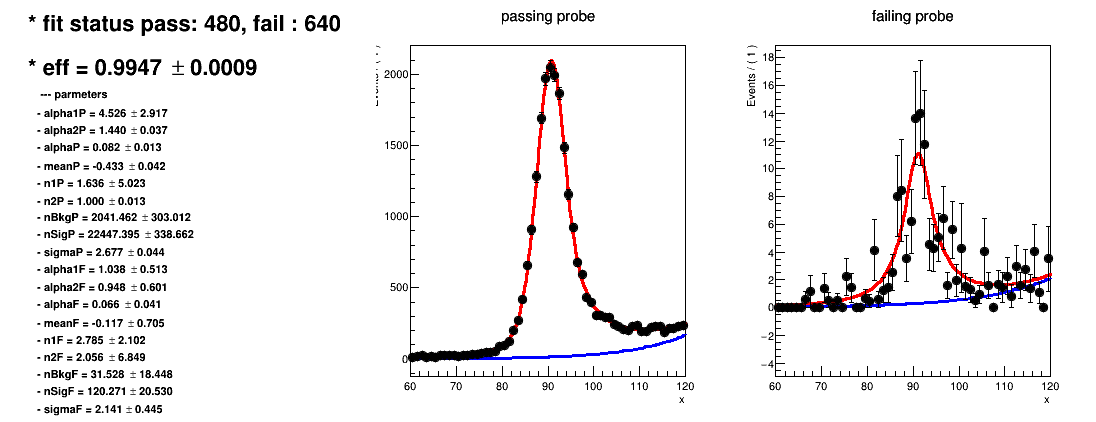 * fit status pass: 480, fail : 640
* eff = 0.9947 ± 0.0009
--- parmeters
- alpha1P = 4.526 ± 2.917
- alpha2P = 1.440 ± 0.037
- alphaP = 0.082 ± 0.013
- meanP = -0.433 ± 0.042
- n1P = 1.636 ± 5.023
- n2P = 1.000 ± 0.013
- nBkgP = 2041.462 ± 303.012
- nSigP = 22447.395 ± 338.662
- sigmaP = 2.677 ± 0.044
- alpha1F = 1.038 ± 0.513
- alpha2F = 0.948 ± 0.601
- alphaF = 0.066 ± 0.041
- meanF = -0.117 ± 0.705
- n1F = 2.785 ± 2.102
- n2F = 2.056 ± 6.849
- nBkgF = 31.528 ± 18.448
- nSigF = 120.271 ± 20.530
- sigmaF = 2.141 ± 0.445
passing probe
2000
1500
1000
500
0
60 70 80 90 100 110 120
x
failing probe
Events / ( 1 )
18
16
14
12
10
8
6
4
2
0
−2
−4
60 70 80 90 100 110 120
x